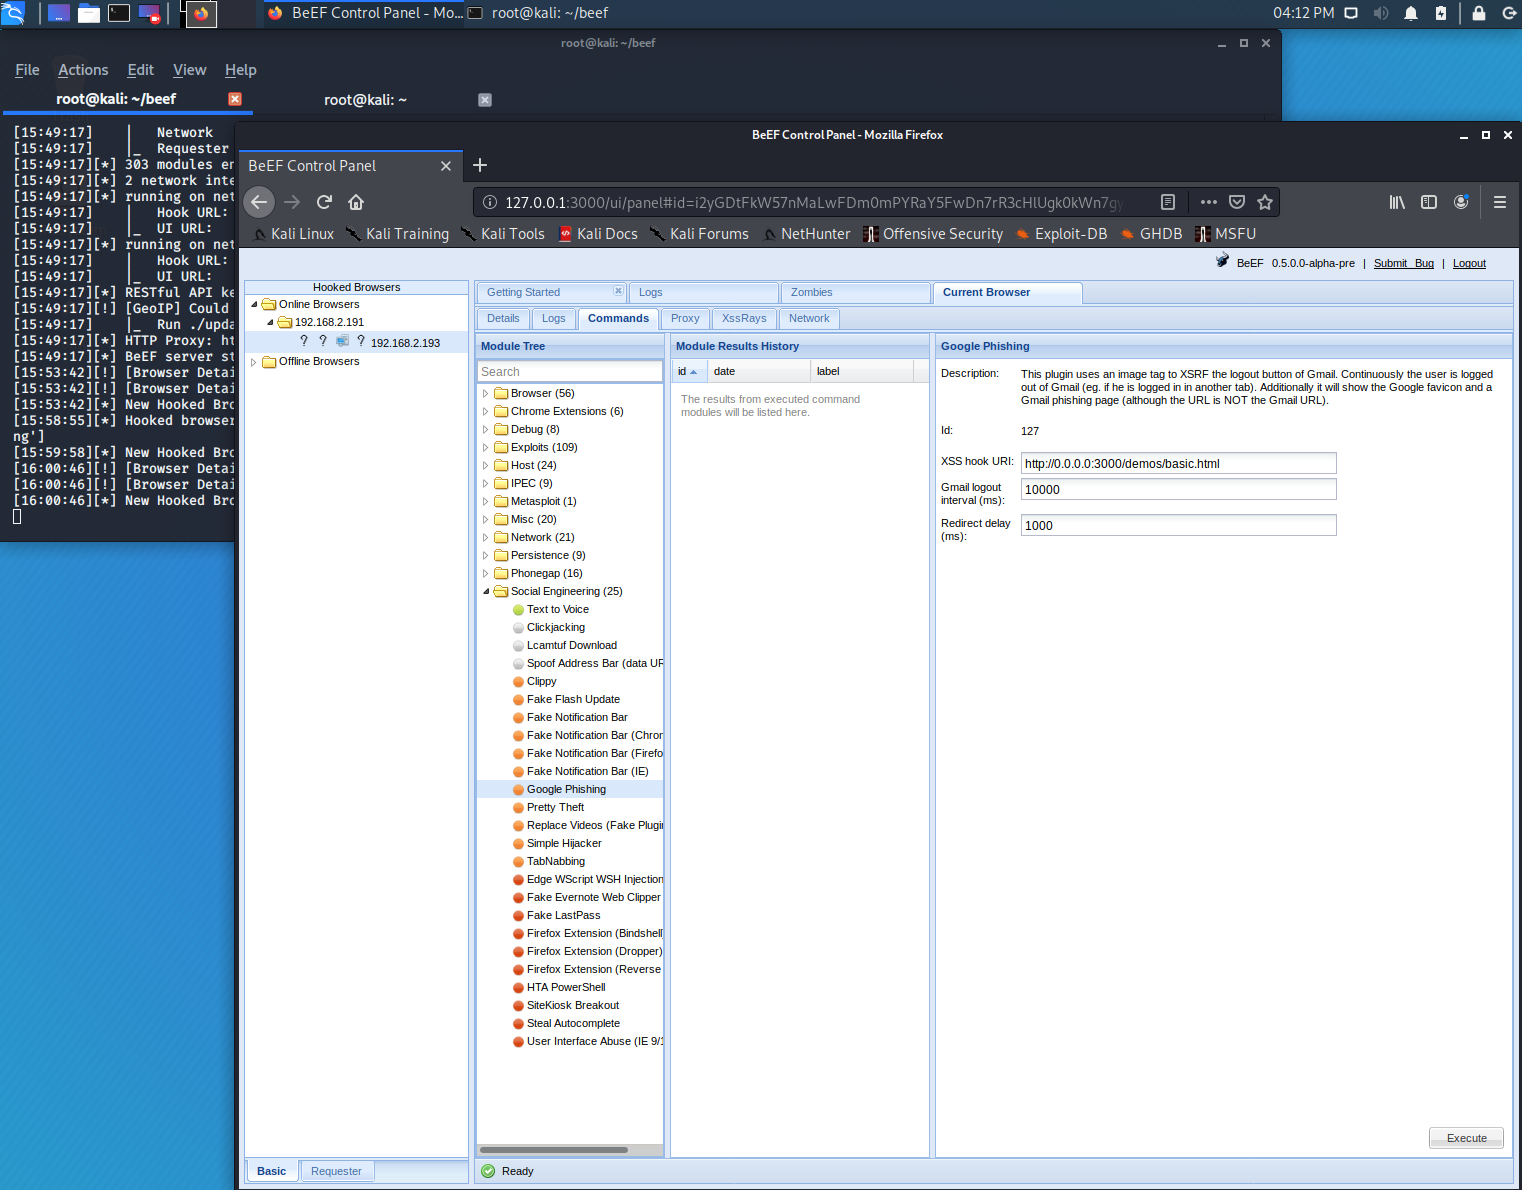 BeEF Control Panel - Mo...
root@kali: ~/beef
04:12 PM
root@kali: ~/beef
File Actions Edit View Help
root@kali: ~/beef
root@kali: ~
[15:49:17] | Network
[15:49:17] |_ Requester
[15:49:17][*] 303 modules en
[15:49:17][*] 2 network inte
[15:49:17][*] running on net
[15:49:17] | Hook URL:
[15:49:17] |_ UI URL:
[15:49:17][*] running on net
[15:49:17] | Hook URL:
[15:49:17] |_ UI URL:
[15:49:17][*] RESTful API ke
[15:49:17][!] [GeoIP] Could
[15:49:17] |_ Run ./upda
[15:49:17][*] HTTP Proxy: ht
[15:49:17][*] BeEF server st
[15:53:42][!] [Browser Detai
[15:53:42][!] [Browser Detai
[15:53:42][*] New Hooked Bro
[15:58:55][*] Hooked browser
ng']
[15:59:58][*] New Hooked Bro
[16:00:46][!] [Browser Detai
[16:00:46][!] [Browser Detai
[16:00:46][*] New Hooked Bro
BeEF Control Panel - Mozilla Firefox
BeEF Control Panel
127.0.0.1:3000/ui/panel#id=i2yGDtFkW57nMaLwFDm0mPYRaY5FwDn7rR3cHlUgk0kWn7gy
Kali Linux Kali Training Kali Tools Kali Docs Kali Forums NetHunter Offensive Security Exploit-DB GHDB MSFU
BeEF 0.5.0.0-alpha-pre | Submit Bug | Logout
Hooked Browsers
Online Browsers
192.168.2.191
? ? ? 192.168.2.193
Offline Browsers
Basic Requester
Getting Started Logs Zombies Current Browser
Details Logs Commands Proxy XssRays Network
Module Tree
Search
Browser (56)
Chrome Extensions (6)
Debug (8)
Exploits (109)
Host (24)
IPEC (9)
Metasploit (1)
Misc (20)
Network (21)
Persistence (9)
Phonegap (16)
Social Engineering (25)
Text to Voice
Clickjacking
Lcamtuf Download
Spoof Address Bar (data UR
Clippy
Fake Flash Update
Fake Notification Bar
Fake Notification Bar (Chror
Fake Notification Bar (Firefo
Fake Notification Bar (IE)
Google Phishing
Pretty Theft
Replace Videos (Fake Plugin
Simple Hijacker
TabNabbing
Edge WScript WSH Injection
Fake Evernote Web Clipper
Fake LastPass
Firefox Extension (Bindshell
Firefox Extension (Dropper)
Firefox Extension (Reverse
HTA PowerShell
SiteKiosk Breakout
Steal Autocomplete
User Interface Abuse (IE 9/1
Module Results History
id date label
The results from executed command
modules will be listed here.
Google Phishing
Description: This plugin uses an image tag to XSRF the logout button of Gmail. Continuously the user is logged
out of Gmail (eg. if he is logged in in another tab). Additionally it will show the Google favicon and a
Gmail phishing page (although the URL is NOT the Gmail URL).
Id: 127
XSS hook URI: http://0.0.0.0:3000/demos/basic.html
Gmail logout
interval (ms): 10000
Redirect delay
(ms): 1000
Execute
Ready